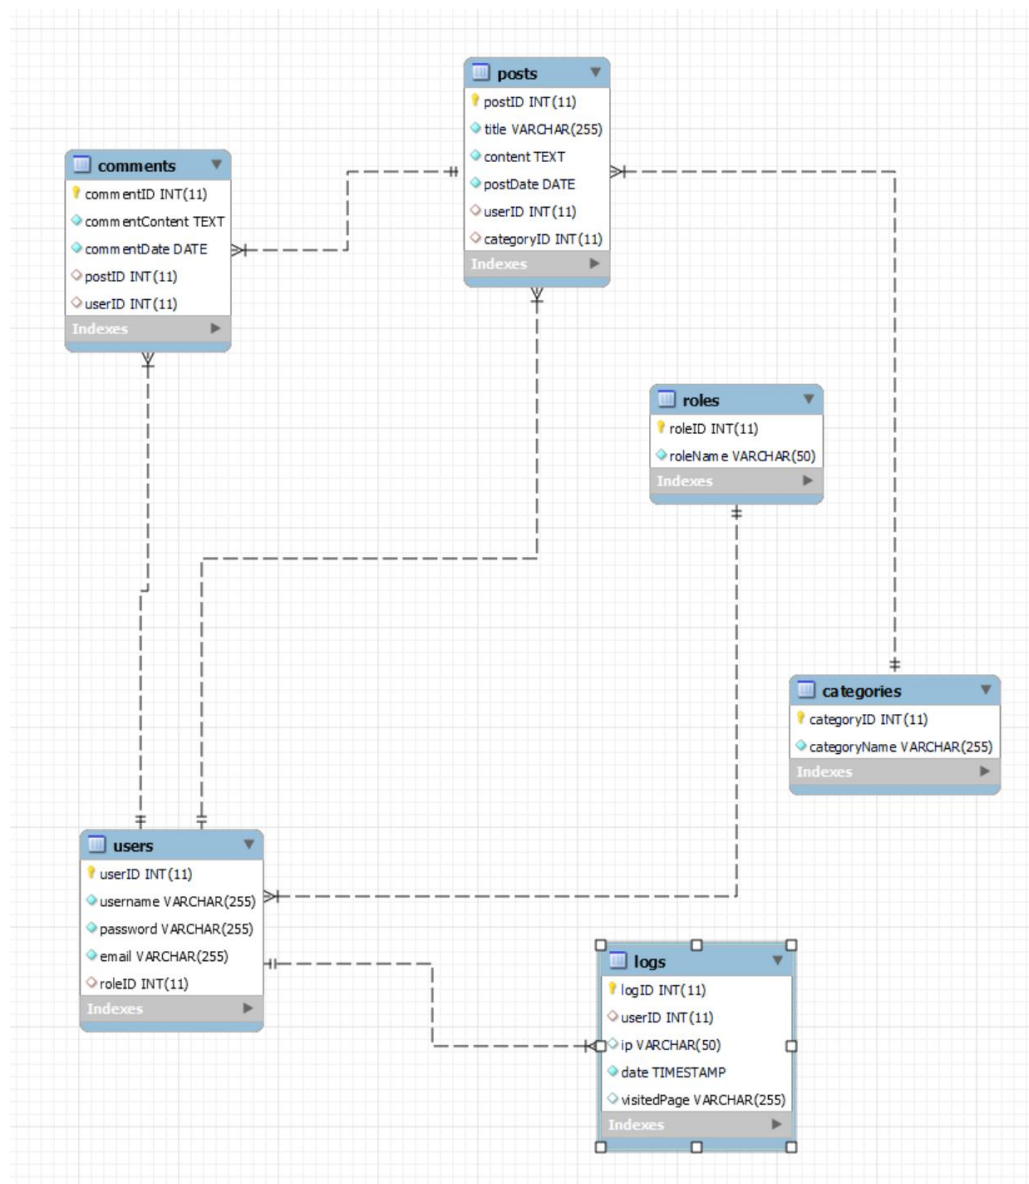 posts
postID INT(11)
title VARCHAR(255)
content TEXT
postDate DATE
userID INT(11)
categoryID INT(11)
Indexes
comments
commentID INT(11)
commentContent TEXT
commentDate DATE
postID INT(11)
userID INT(11)
Indexes
roles
roleID INT(11)
roleName VARCHAR(50)
Indexes
categories
categoryID INT(11)
categoryName VARCHAR(255)
Indexes
users
userID INT(11)
username VARCHAR(255)
password VARCHAR(255)
email VARCHAR(255)
roleID INT(11)
Indexes
logs
logID INT(11)
userID INT(11)
ip VARCHAR(50)
date TIMESTAMP
visitedPage VARCHAR(255)
Indexes